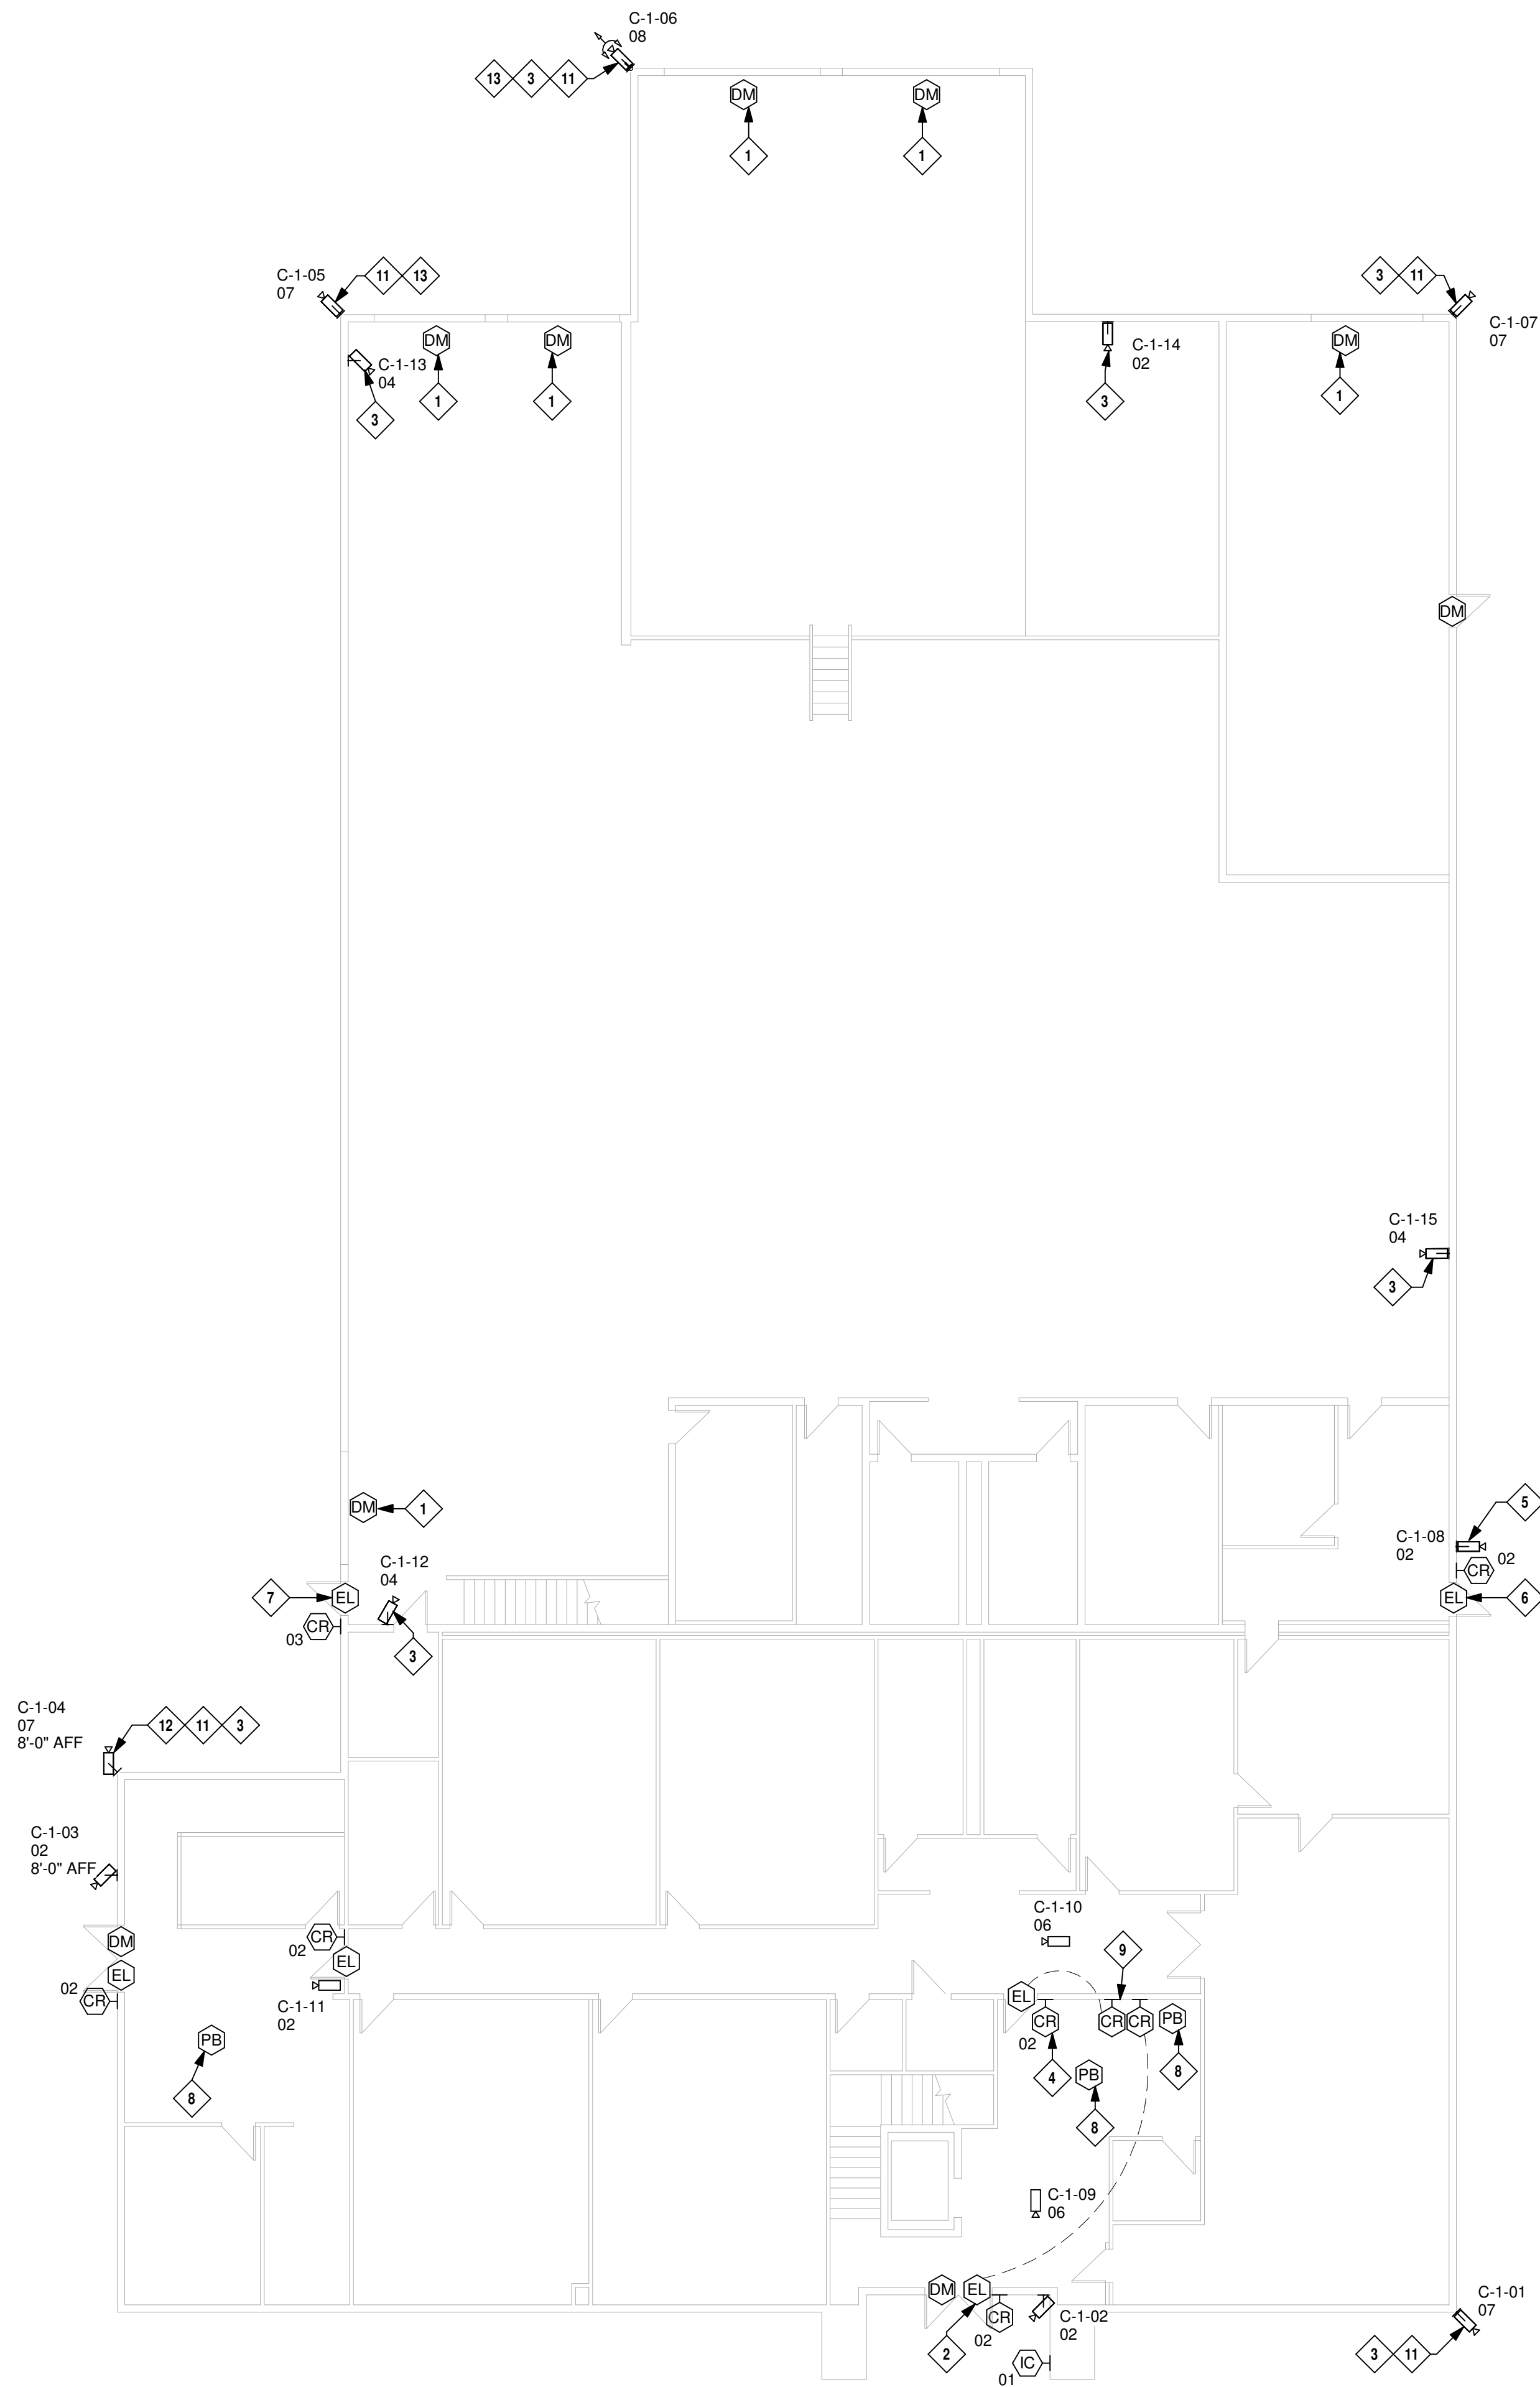 C-1-06
08
13 3 11
DM DM
1 1
C-1-05
07
11 13
3 11
C-1-07
07
DM DM
C-1-13
04
1 1
3
C-1-14
02
3
DM
1
DM
C-1-15
04
3
DM 1
C-1-12
04
7 EL
CR
03
3
5
C-1-08
02
02
CR
EL 6
C-1-04
07
8'-0" AFF
12 11 3
C-1-03
02
8'-0" AFF
DM
EL
02
CR
CR
02
EL
C-1-11
02
PB
8
C-1-10
06
9
EL
CR
02
CR CR PB
4
8
PB
8
C-1-09
06
DM EL
CR
02
2
C-1-02
02
IC
01
C-1-01
07
3 11